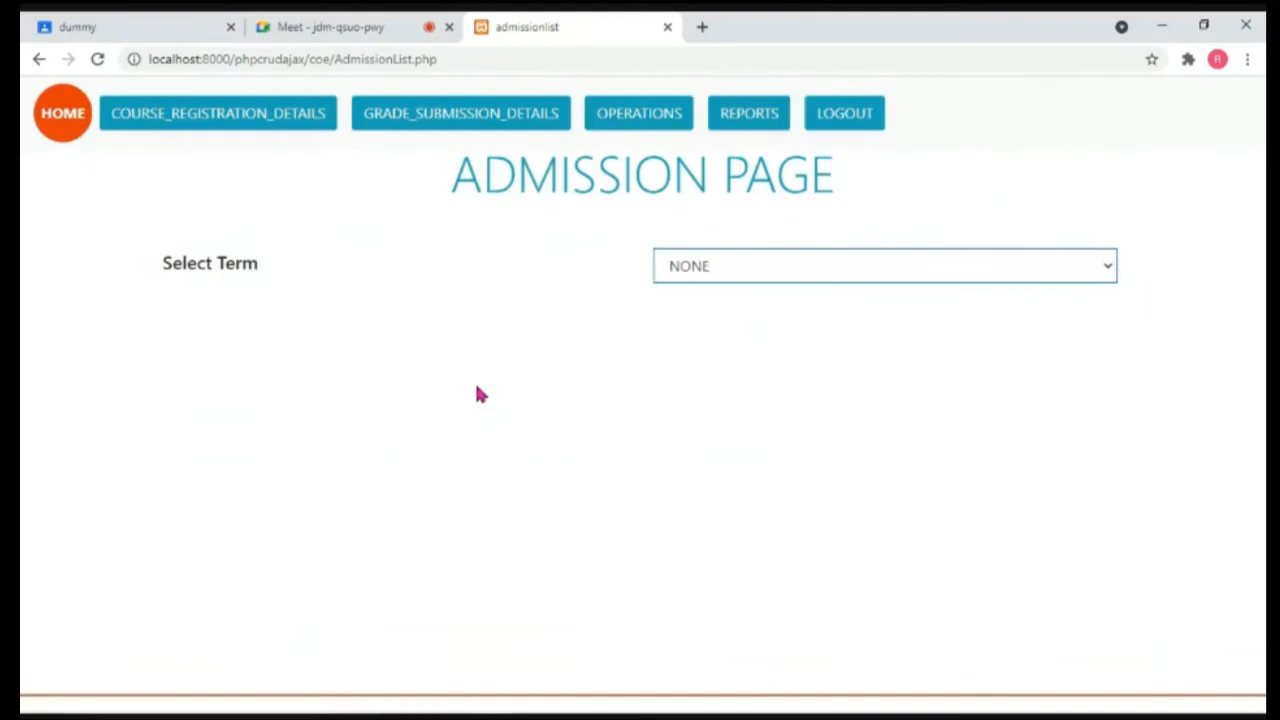 dummy
Meet - jdm-qsuo-pwy
admissionlist
localhost:8000/phpcrudajax/coe/AdmissionList.php
R
HOME
COURSE_REGISTRATION_DETAILS
GRADE_SUBMISSION_DETAILS
OPERATIONS
REPORTS
LOGOUT
ADMISSION PAGE
Select Term
NONE